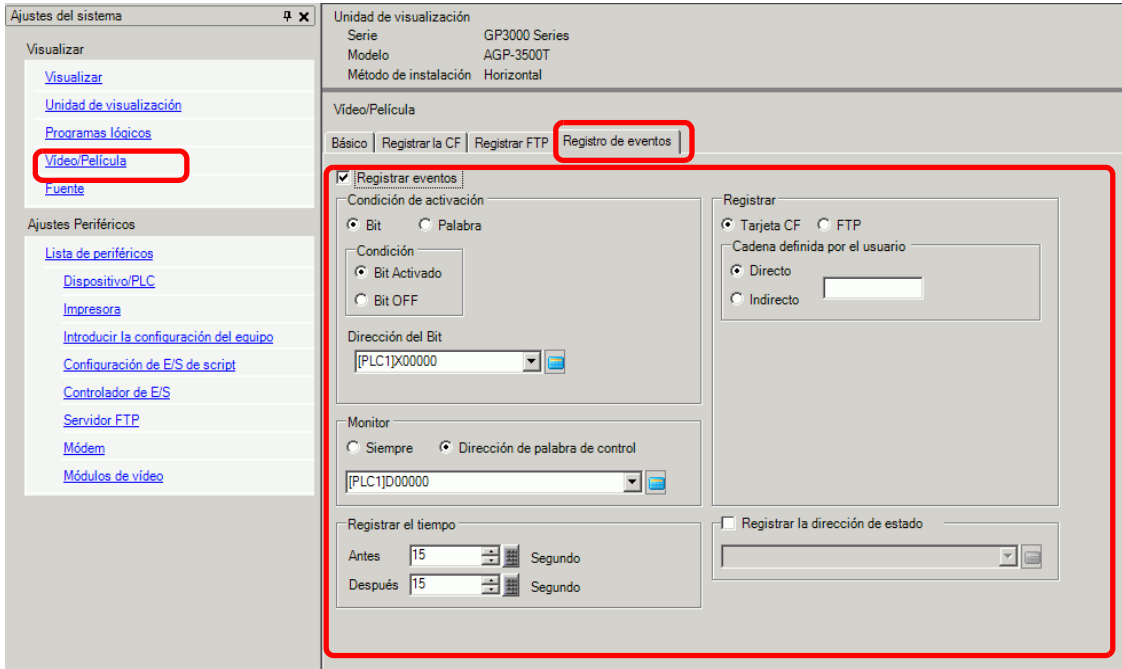 Ajustes del sistema
Visualizar
Visualizar
Unidad de visualización
Programas lógicos
Vídeo/Película
Fuente
Ajustes Periféricos
Lista de periféricos
Dispositivo/PLC
Impresora
Introducir la configuración del equipo
Configuración de E/S de script
Controlador de E/S
Servidor FTP
Módem
Módulos de vídeo
Unidad de visualización
Serie GP3000 Series
Modelo AGP-3500T
Método de instalación Horizontal
Vídeo/Película
Básico Registrar la CF Registrar FTP Registro de eventos
Registrar eventos
Condición de activación
Bit Palabra
Condición
Bit Activado
Bit OFF
Dirección del Bit
[PLC1]X00000
Monitor
Siempre Dirección de palabra de control
[PLC1]D00000
Registrar el tiempo
Antes 15 Segundo
Después 15 Segundo
Registrar
Tarjeta CF FTP
Cadena definida por el usuario
Directo
Indirecto
Registrar la dirección de estado